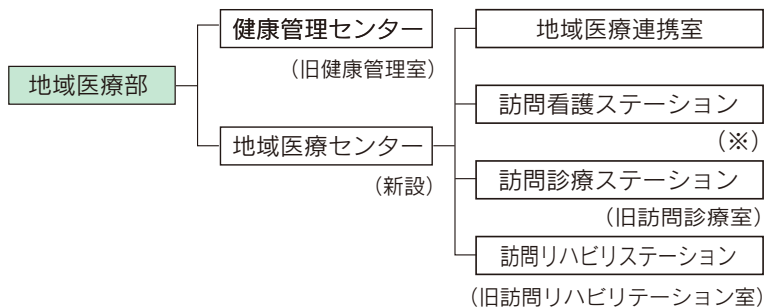 地域医療部
健康管理センター
（旧健康管理室）
地域医療センター
（新設）
地域医療連携室
訪問看護ステーション
（※）
訪問診療ステーション
（旧訪問診療室）
訪問リハビリステーション
（旧訪問リハビリテーション室）